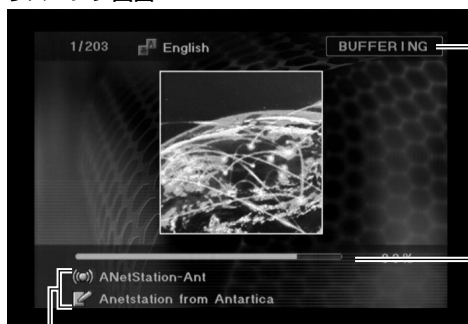 1/203 English BUFFERING
ANetStation-Ant
Anetstation from Antartica